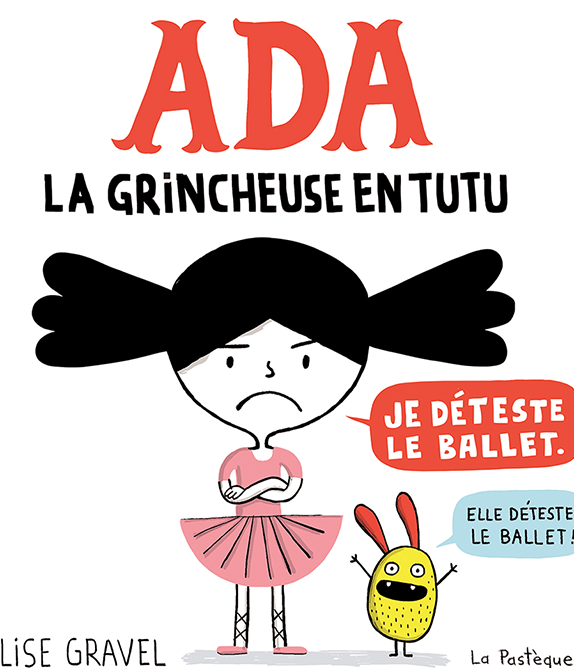 ADA
LA GRiNCHEUSE EN TUTU
JE DÉTESTE
LE BALLET.
ELLE DÉTESTE
LE BALLET!
LiSE GRAVEL
La Pastèque